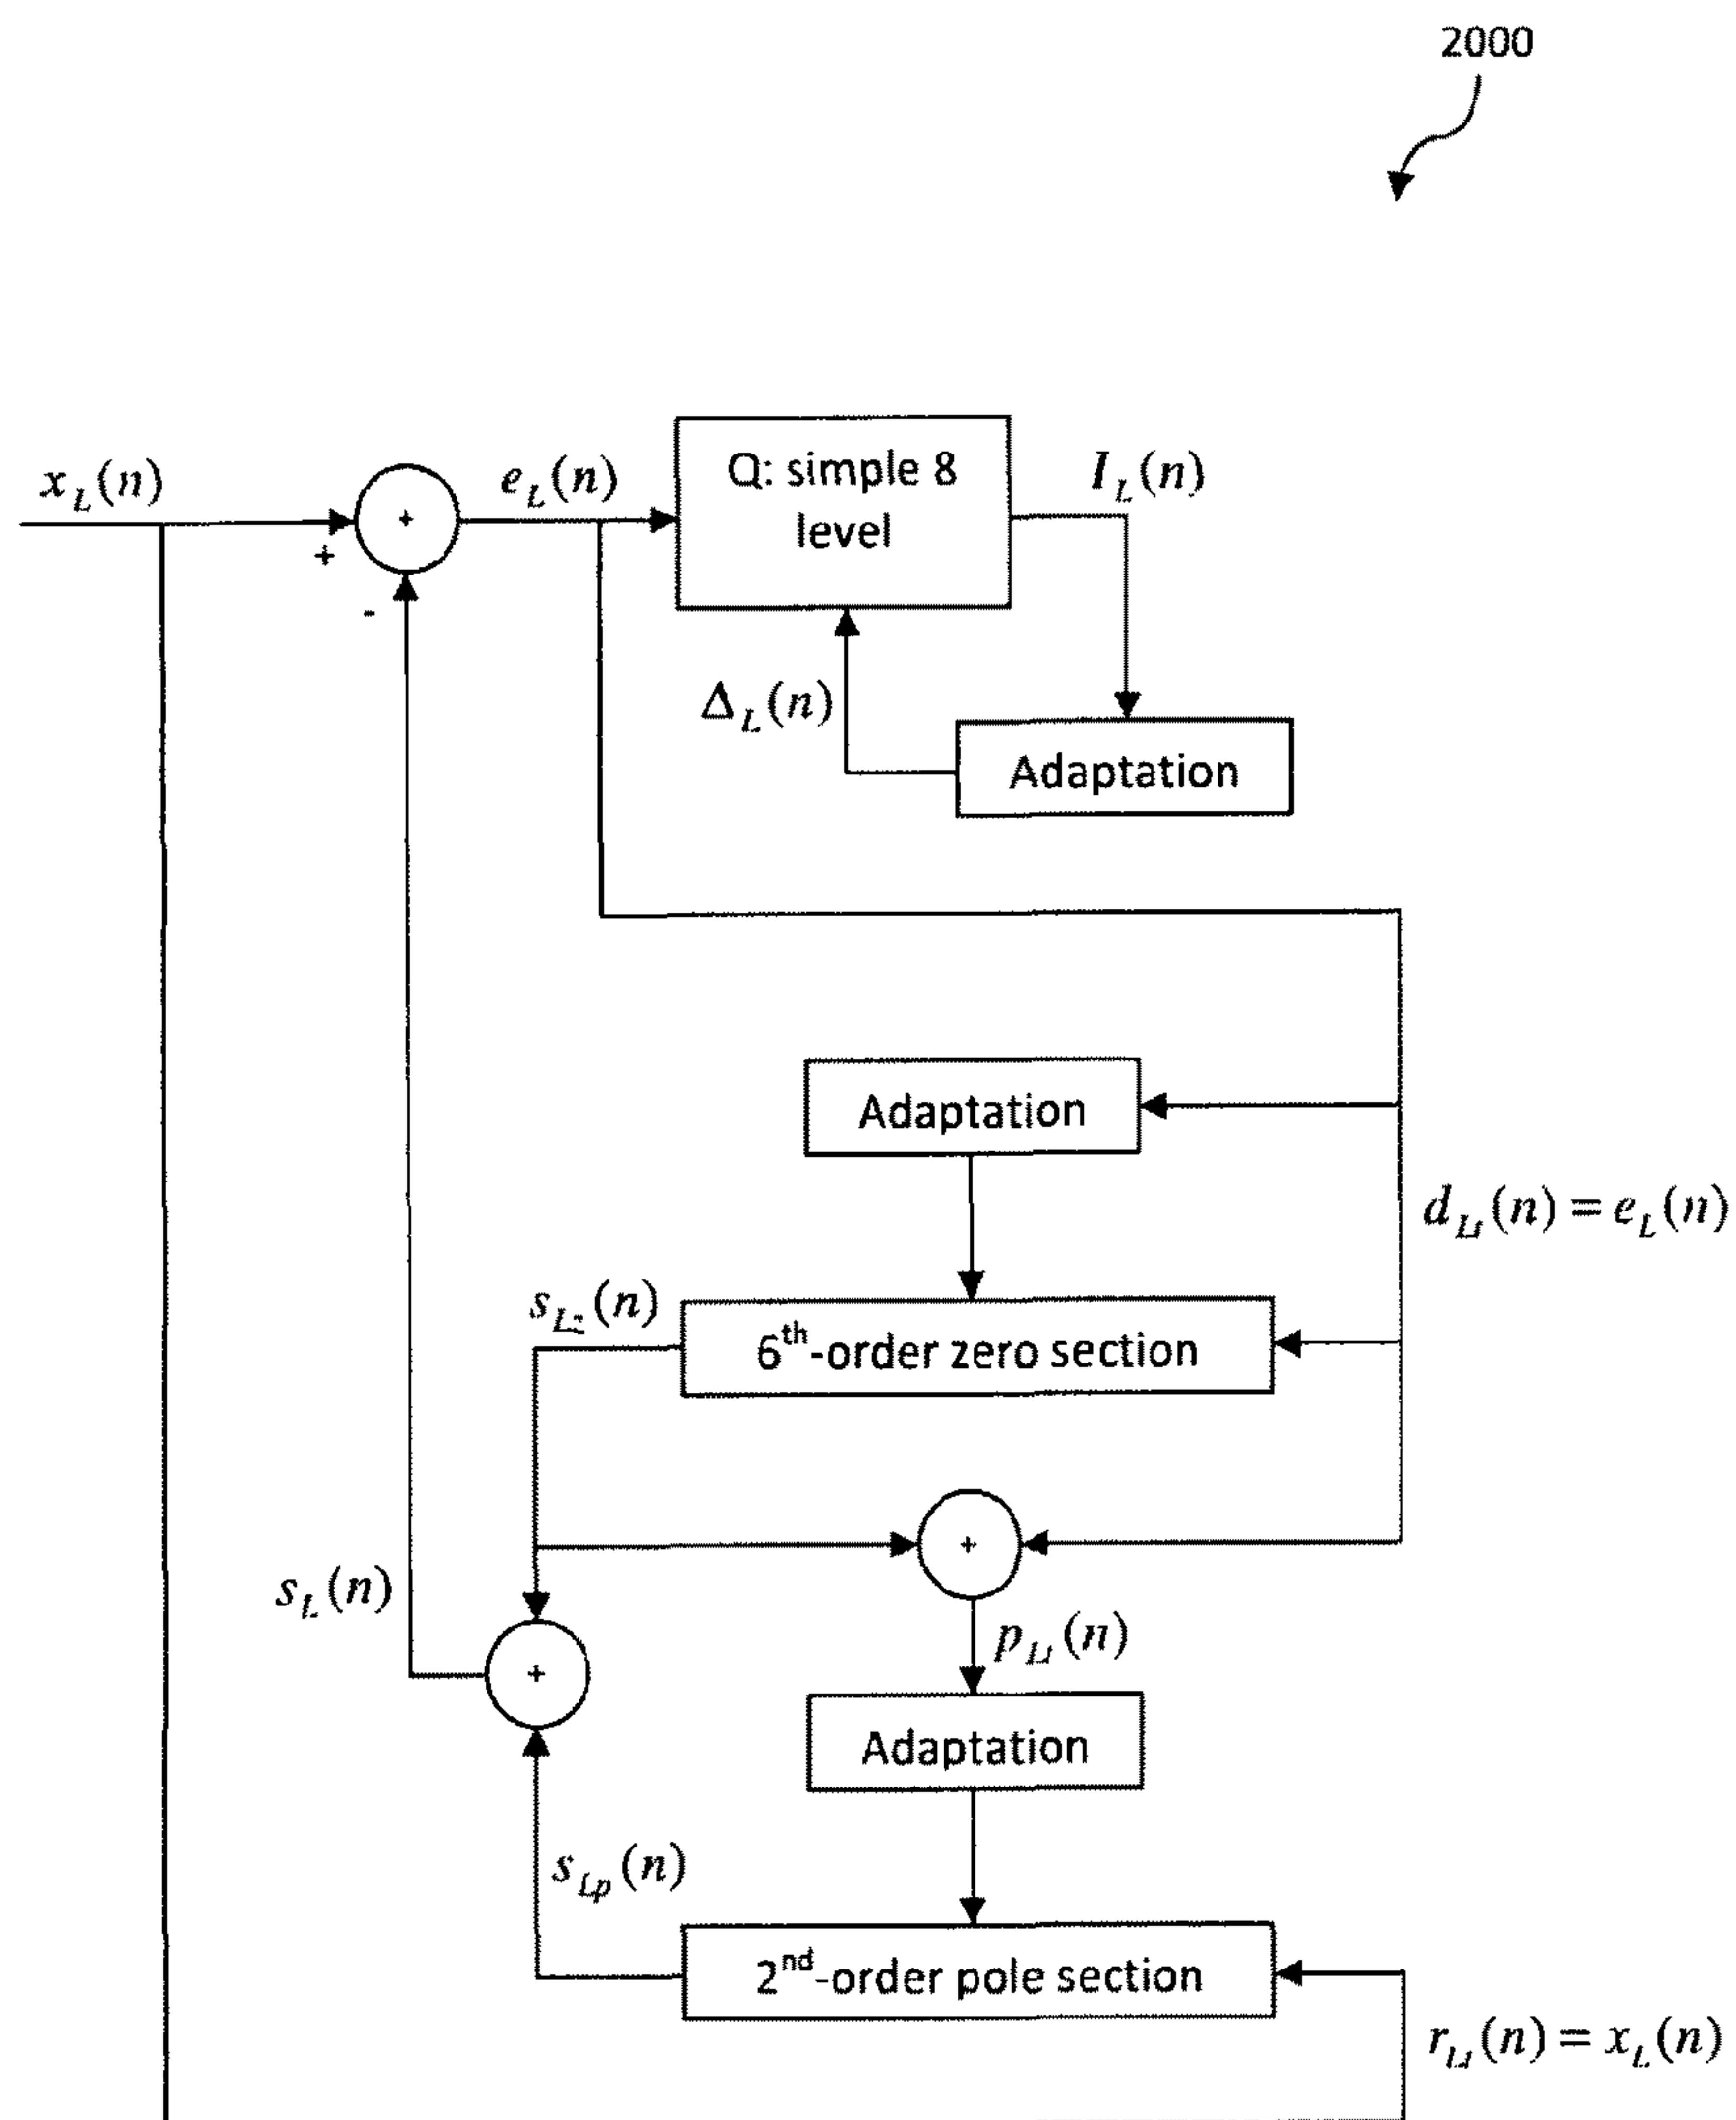 2000
x_L(n)
+
+
-
e_L(n)
Q: simple 8
level
I_L(n)
Δ_L(n)
Adaptation
Adaptation
d_Lt(n) = e_L(n)
s_Lz(n)
6th-order zero section
+
s_L(n)
+
p_Lt(n)
Adaptation
s_Lp(n)
2nd-order pole section
r_Lt(n) = x_L(n)